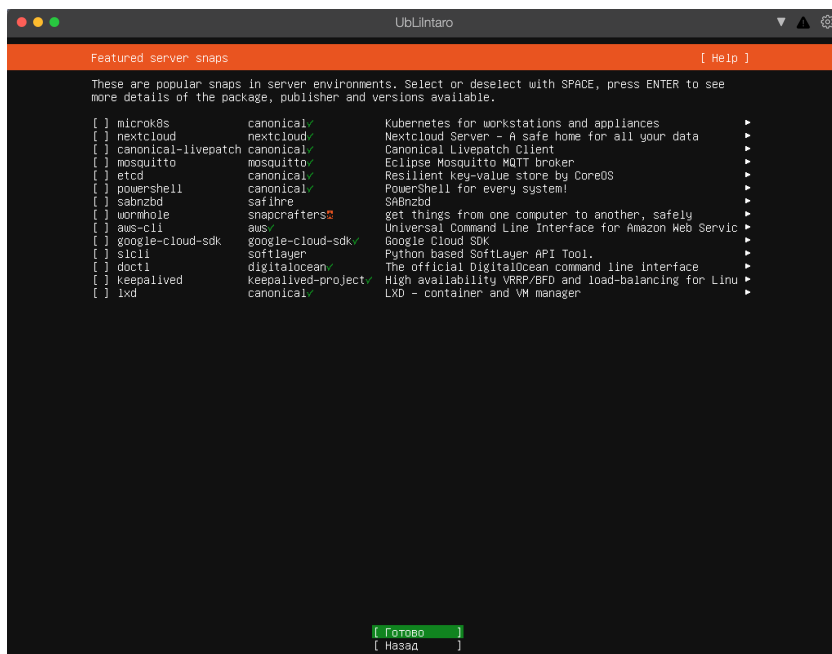 UbLiIntaro
Featured server snaps [ Help ]
These are popular snaps in server environments. Select or deselect with SPACE, press ENTER to see
more details of the package, publisher and versions available.
[ ] microk8s canonical✓ Kubernetes for workstations and appliances ►
[ ] nextcloud nextcloud✓ Nextcloud Server – A safe home for all your data ►
[ ] canonical-livepatch canonical✓ Canonical Livepatch Client ►
[ ] mosquitto mosquitto✓ Eclipse Mosquitto MQTT broker ►
[ ] etcd canonical✓ Resilient key-value store by CoreOS ►
[ ] powershell canonical✓ PowerShell for every system! ►
[ ] sabnzbd safihre SABnzbd ►
[ ] wormhole snapcrafters get things from one computer to another, safely ►
[ ] aws-cli aws✓ Universal Command Line Interface for Amazon Web Servic ►
[ ] google-cloud-sdk google-cloud-sdk✓ Google Cloud SDK ►
[ ] slcli softlayer Python based SoftLayer API Tool. ►
[ ] doctl digitalocean✓ The official DigitalOcean command line interface ►
[ ] keepalived keepalived-project✓ High availability VRRP/BFD and load-balancing for Linu ►
[ ] lxd canonical✓ LXD – container and VM manager ►
[ Готово ]
[ Назад ]